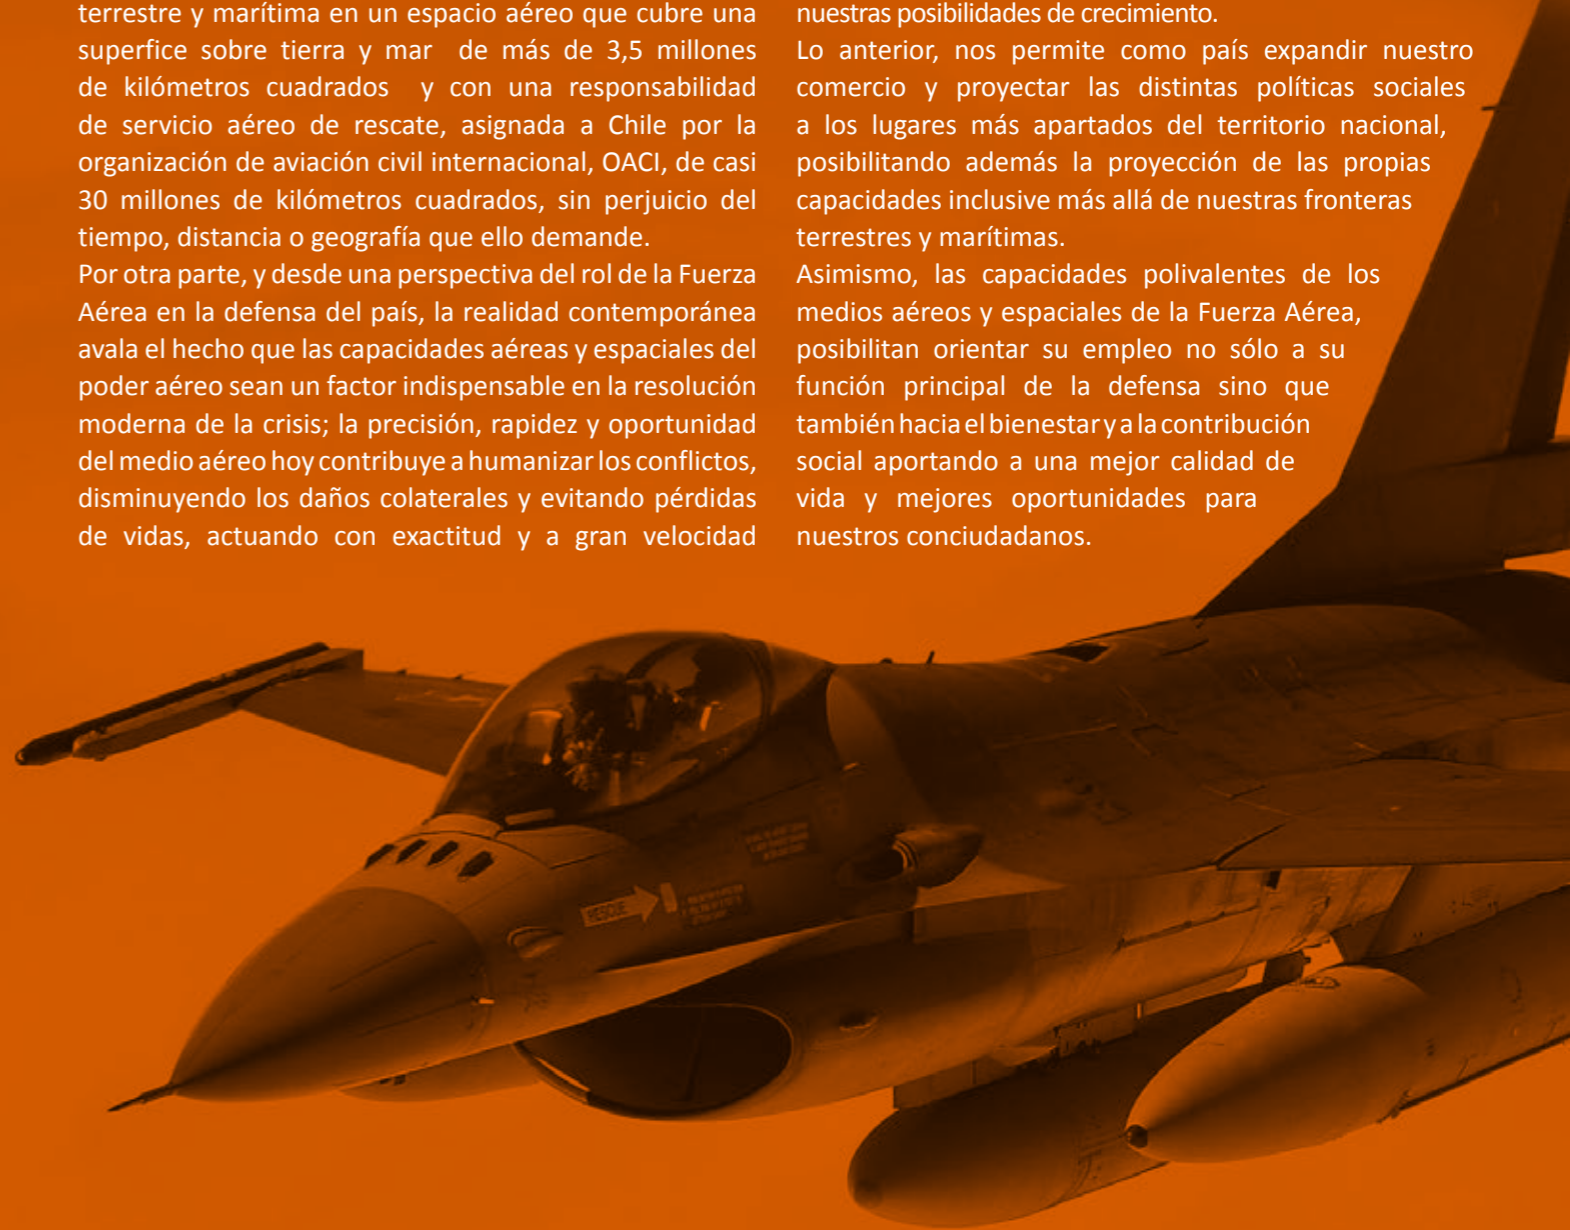 terrestre y marítima en un espacio aéreo que cubre una
superfice sobre tierra y mar de más de 3,5 millones
de kilómetros cuadrados y con una responsabilidad
de servicio aéreo de rescate, asignada a Chile por la
organización de aviación civil internacional, OACI, de casi
30 millones de kilómetros cuadrados, sin perjuicio del
tiempo, distancia o geografía que ello demande.
Por otra parte, y desde una perspectiva del rol de la Fuerza
Aérea en la defensa del país, la realidad contemporánea
avala el hecho que las capacidades aéreas y espaciales del
poder aéreo sean un factor indispensable en la resolución
moderna de la crisis; la precisión, rapidez y oportunidad
del medio aéreo hoy contribuye a humanizar los conflictos,
disminuyendo los daños colaterales y evitando pérdidas
de vidas, actuando con exactitud y a gran velocidad
nuestras posibilidades de crecimiento.
Lo anterior, nos permite como país expandir nuestro
comercio y proyectar las distintas políticas sociales
a los lugares más apartados del territorio nacional,
posibilitando además la proyección de las propias
capacidades inclusive más allá de nuestras fronteras
terrestres y marítimas.
Asimismo, las capacidades polivalentes de los
medios aéreos y espaciales de la Fuerza Aérea,
posibilitan orientar su empleo no sólo a su
función principal de la defensa sino que
también hacia el bienestar y a la contribución
social aportando a una mejor calidad de
vida y mejores oportunidades para
nuestros conciudadanos.
RESCUE